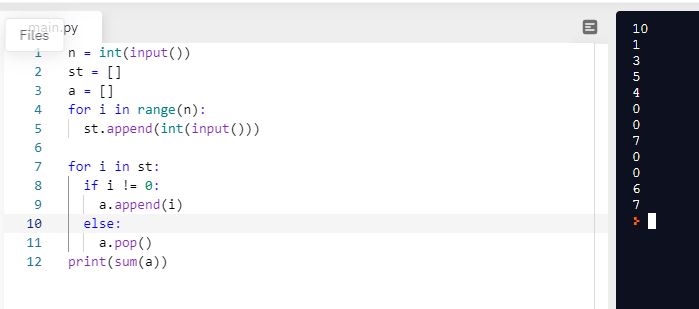 main.py
Files
1 n = int(input())
2 st = []
3 a = []
4 for i in range(n):
5 st.append(int(input()))
6
7 for i in st:
8 if i != 0:
9 a.append(i)
10 else:
11 a.pop()
12 print(sum(a))
10
1
3
5
4
0
0
7
0
0
6
7
>